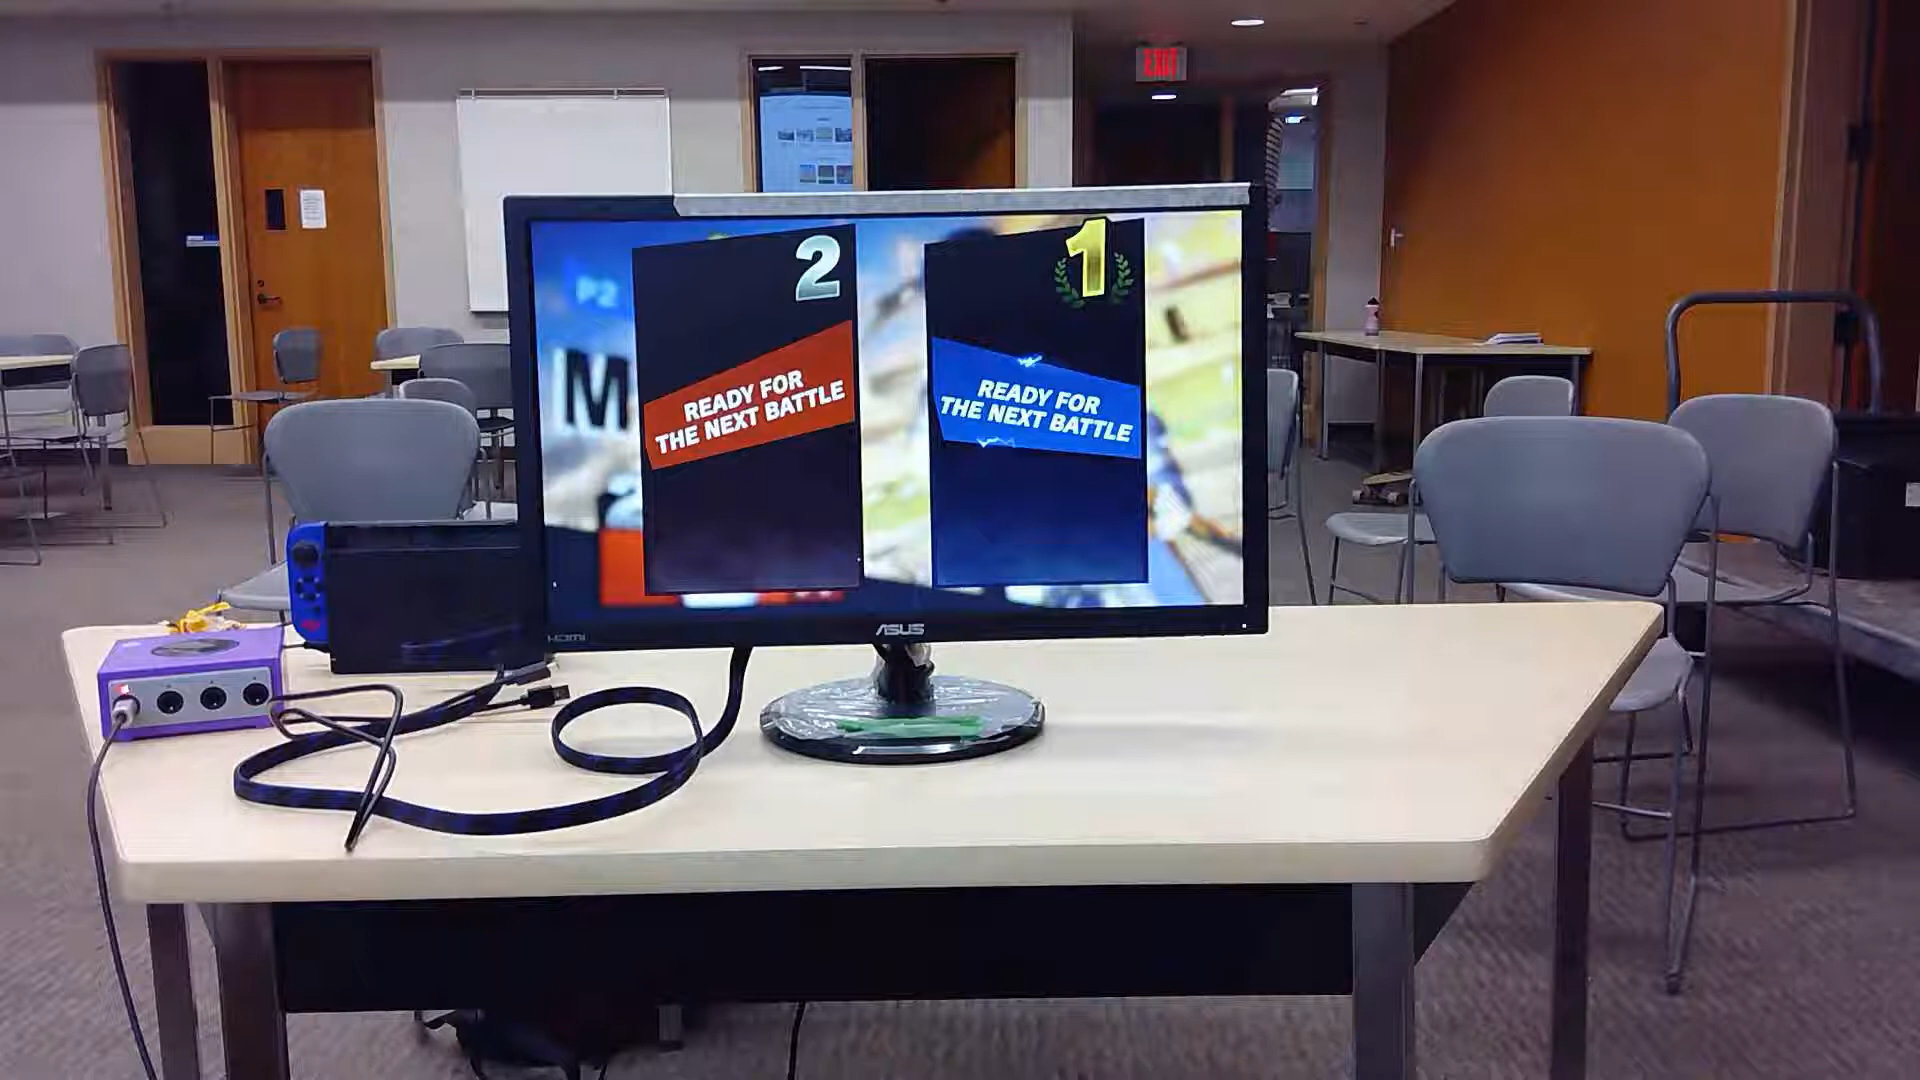 EXIT
2
1
P2
M
READY FOR
THE NEXT BATTLE
READY FOR
THE NEXT BATTLE
HDMI
ASUS